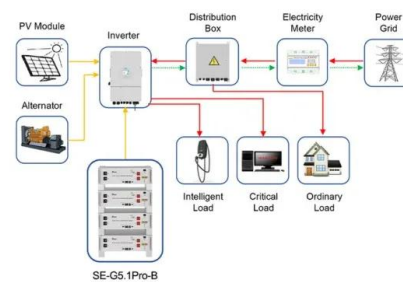 PV Module
Inverter
Distribution
Box
Electricity
Meter
Power
Grid
Alternator
Intelligent
Load
Critical
Load
Ordinary
Load
SE-G5.1Pro-B